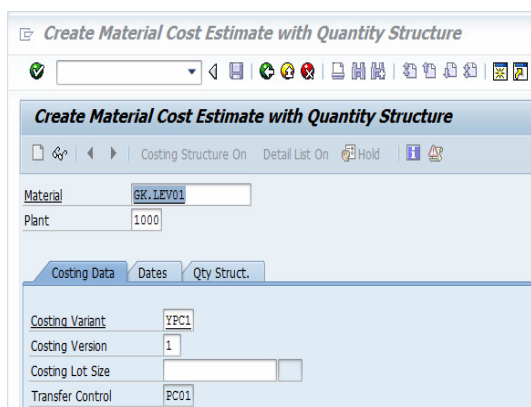 Create Material Cost Estimate with Quantity Structure
Create Material Cost Estimate with Quantity Structure
Costing Structure On Detail List On Hold
Material GK.LEV01
Plant 1000
Costing Data Dates Qty Struct.
Costing Variant YPC1
Costing Version 1
Costing Lot Size
Transfer Control PC01